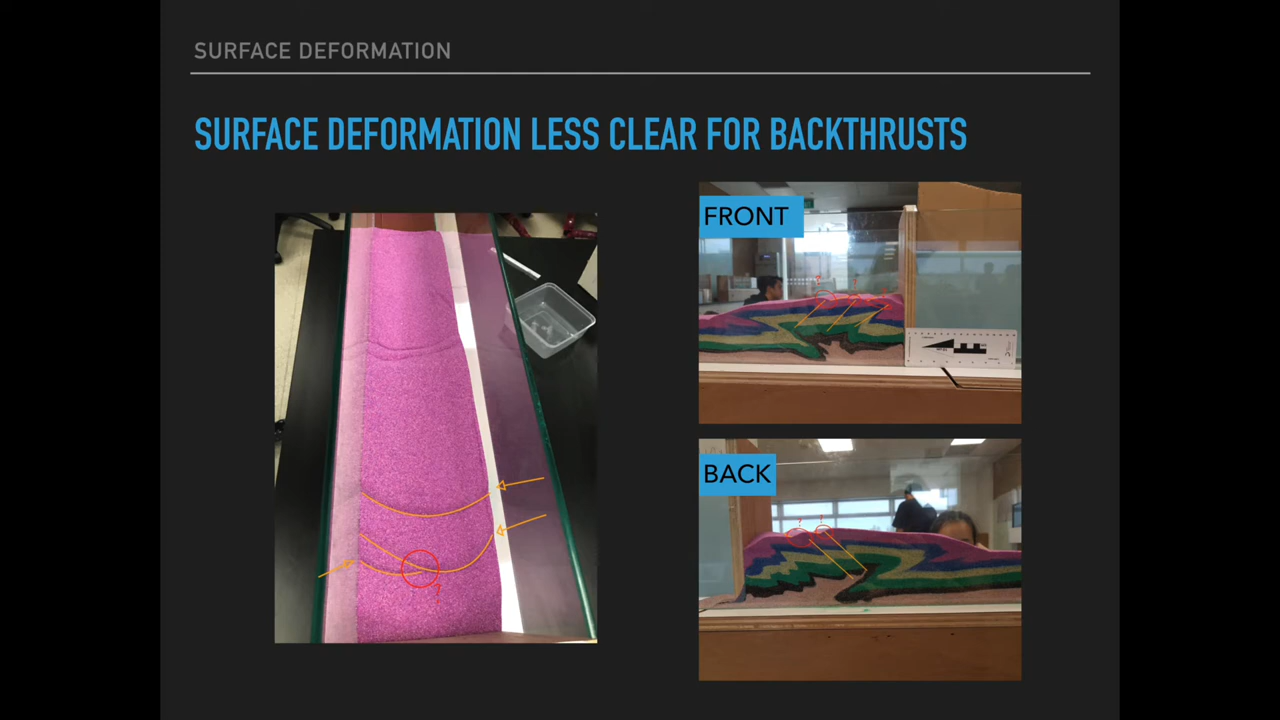 SURFACE DEFORMATION
SURFACE DEFORMATION LESS CLEAR FOR BACKTHRUSTS
FRONT
BACK